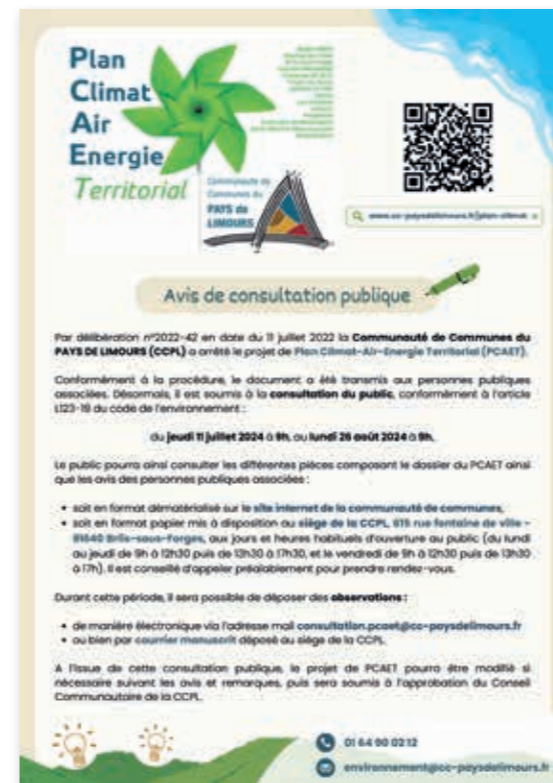 Plan
Climat
Air
Energie
Territorial
Communauté de
Communes du
PAYS de
LIMOURS
www.cc-paysdelimours.fr/plan-climat
Avis de consultation publique
Par délibération n°2022-42 en date du 11 juillet 2022 la Communauté de Communes du
PAYS DE LIMOURS (CCPL) a arrêté le projet de Plan Climat-Air-Energie Territorial (PCAET).
Conformément à la procédure, le document a été transmis aux personnes publiques
associées. Désormais, il est soumis à la consultation du public, conformément à l'article
L123-19 du code de l'environnement :
du jeudi 11 juillet 2024 à 9h, au lundi 26 août 2024 à 9h.
Le public pourra ainsi consulter les différentes pièces composant le dossier du PCAET ainsi
que les avis des personnes publiques associées :
• soit en format dématérialisé sur le site internet de la communauté de communes,
• soit en format papier mis à disposition au siège de la CCPL, 615 rue fontaine de ville -
91640 Briis-sous-Forges, aux jours et heures habituels d'ouverture au public (du lundi
au jeudi de 9h à 12h30 puis de 13h30 à 17h30, et le vendredi de 9h à 12h30 puis de 13h30
à 17h). Il est conseillé d'appeler préalablement pour prendre rendez-vous.
Durant cette période, il sera possible de déposer des observations :
• de manière électronique via l'adresse mail consultation.pcaet@cc-paysdelimours.fr
• ou bien par courrier manuscrit déposé au siège de la CCPL.
A l'issue de cette consultation publique, le projet de PCAET pourra être modifié si
nécessaire suivant les avis et remarques, puis sera soumis à l'approbation du Conseil
Communautaire de la CCPL.
01 64 90 02 12
environnement@cc-paysdelimours.fr